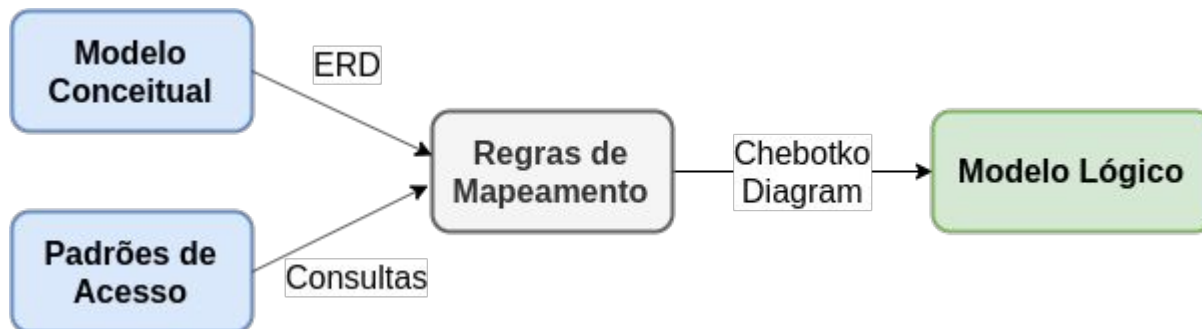 Modelo
Conceitual
ERD
Padrões de
Acesso
Consultas
Regras de
Mapeamento
Chebotko
Diagram
Modelo Lógico